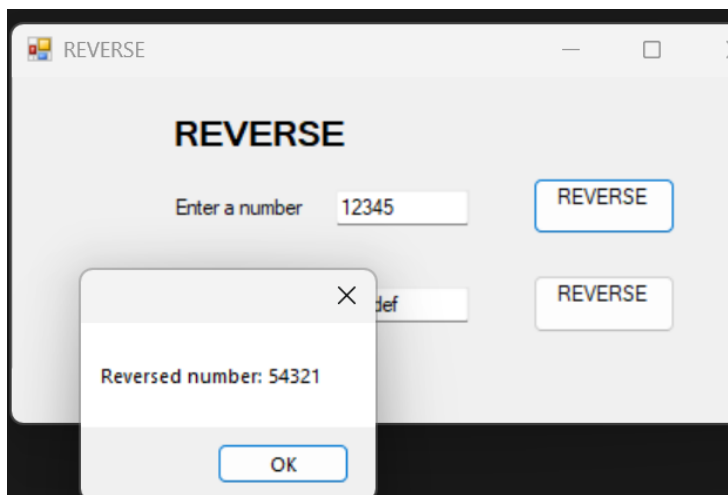 REVERSE
REVERSE
Enter a number 12345 REVERSE
def REVERSE
Reversed number: 54321
OK